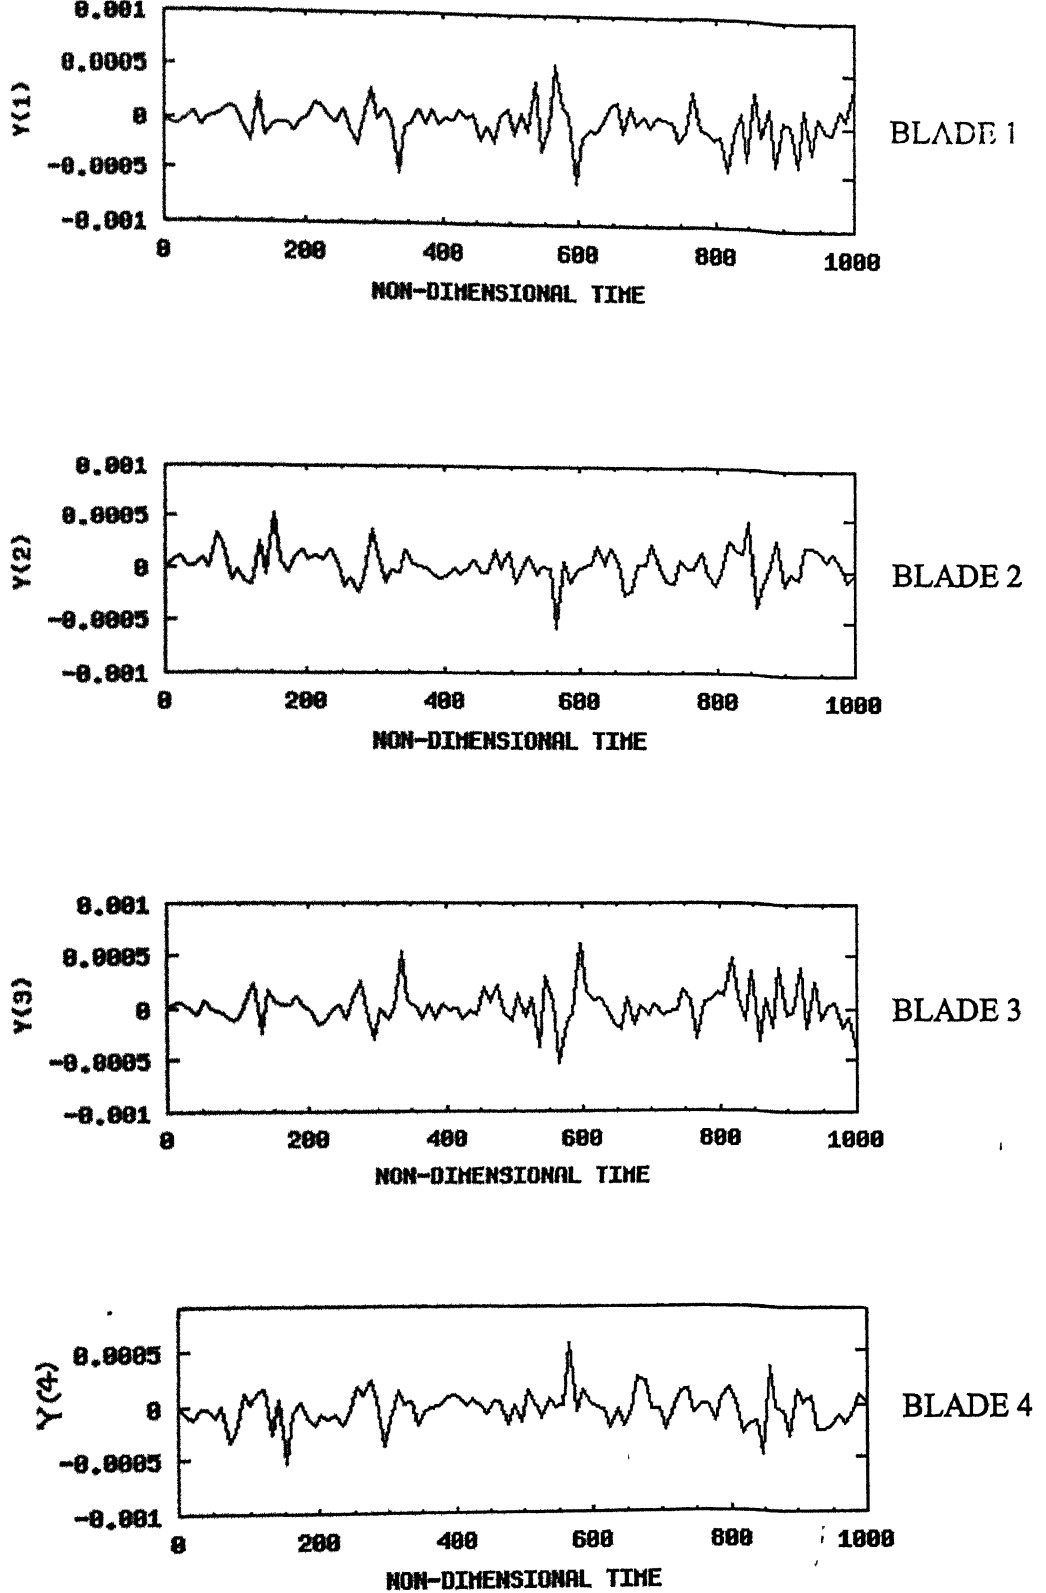 0.001
0.0005
0
-0.0005
-0.001
Y(1)
0 200 400 600 800 1000
NON-DIMENSIONAL TIME
BLADE 1
0.001
0.0005
0
-0.0005
-0.001
Y(2)
0 200 400 600 800 1000
NON-DIMENSIONAL TIME
BLADE 2
0.001
0.0005
0
-0.0005
-0.001
Y(3)
0 200 400 600 800 1000
NON-DIMENSIONAL TIME
BLADE 3
0.0005
0
-0.0005
-0.001
Y(4)
0 200 400 600 800 1000
NON-DIMENSIONAL TIME
BLADE 4